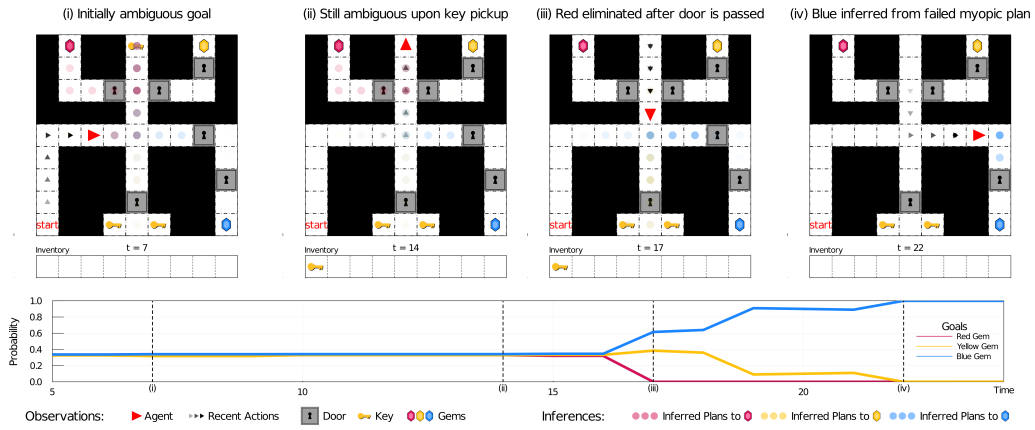 (i) Initially ambiguous goal
(ii) Still ambiguous upon key pickup
(iii) Red eliminated after door is passed
(iv) Blue inferred from failed myopic plan
start
start
start
start
t = 7
t = 14
t = 17
t = 22
Inventory
Inventory
Inventory
Inventory
Probability
1.0
0.8
0.6
0.4
0.2
0.0
5
(i)
10
(ii)
15
(iii)
20
(iv)
Time
Goals
Red Gem
Yellow Gem
Blue Gem
Observations:
Agent
Recent Actions
Door
Key
Gems
Inferences:
Inferred Plans to
Inferred Plans to
Inferred Plans to